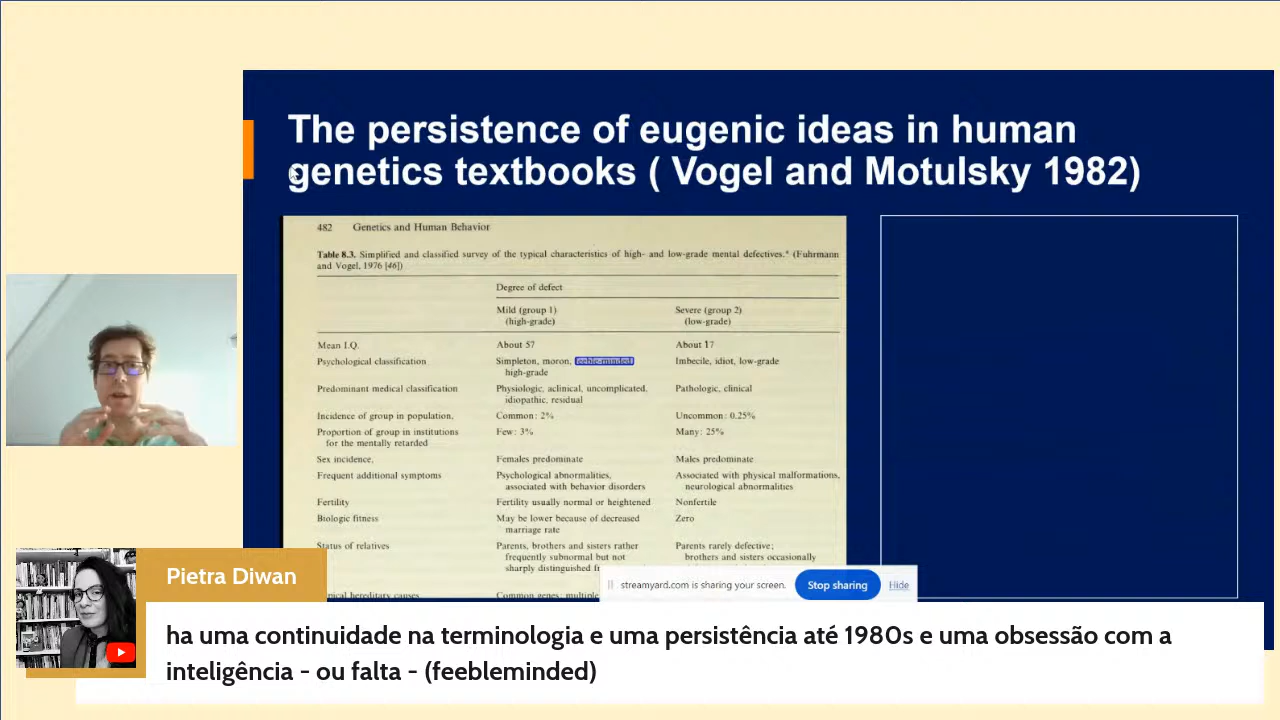 The persistence of eugenic ideas in human
genetics textbooks ( Vogel and Motulsky 1982)
482 Genetics and Human Behavior
Table 8.3. Simplified and classified survey of the typical characteristics of high- and low-grade mental defectives.* (Fuhrmann
and Vogel, 1976 [46])
Degree of defect
Mild (group 1) Severe (group 2)
(high-grade) (low-grade)
Mean I.Q. About 57 About 17
Psychological classification Simpleton, moron, feeble-minded, Imbecile, idiot, low-grade
high-grade
Predominant medical classification Physiologic, aclinical, uncomplicated, Pathologic, clinical
idiopathic, residual
Incidence of group in population, Common: 2% Uncommon: 0.25%
Proportion of group in institutions Few: 3% Many: 25%
for the mentally retarded
Sex incidence, Females predominate Males predominate
Frequent additional symptoms Psychological abnormalities, Associated with physical malformations,
associated with behavior disorders neurological abnormalities
Fertility Fertility usually normal or heightened Nonfertile
Biologic fitness May be lower because of decreased Zero
marriage rate
Status of relatives Parents, brothers and sisters rather Parents rarely defective;
frequently subnormal but not brothers and sisters occasionally
sharply distinguished
hereditary causes Common genes; multiple
streamyard.com is sharing your screen. Stop sharing Hide
Pietra Diwan
ha uma continuidade na terminologia e uma persistência até 1980s e uma obsessão com a
inteligência - ou falta - (feebleminded)